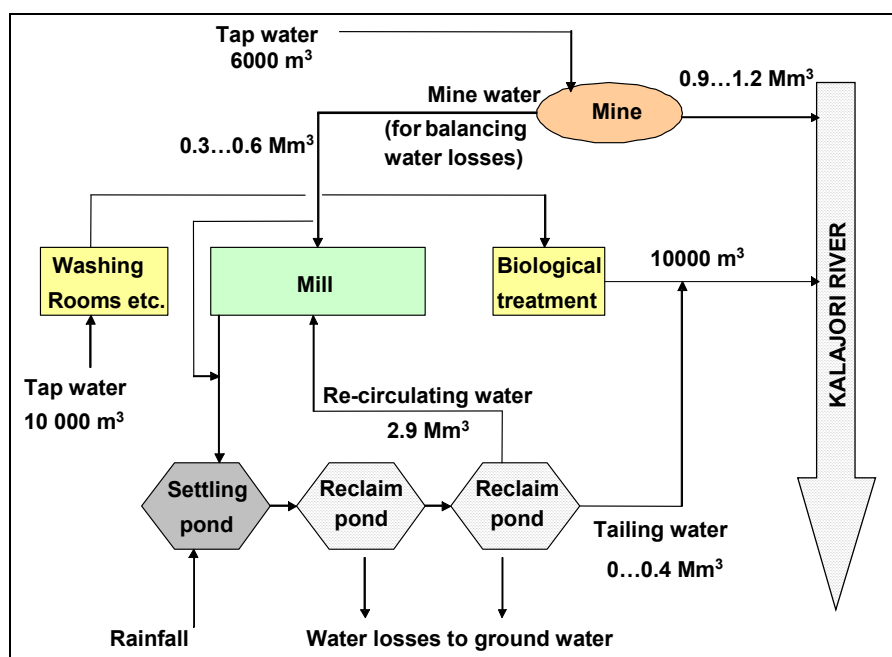 Tap water
6000 m³
0.9…1.2 Mm³
Mine water
Mine
(for balancing
water losses)
0.3…0.6 Mm³
Washing
Rooms etc.
Mill
Biological
treatment
10000 m³
KALAJORI RIVER
Tap water
10 000 m³
Re-circulating water
2.9 Mm³
Settling
pond
Reclaim
pond
Reclaim
pond
Tailing water
0…0.4 Mm³
Rainfall
Water losses to ground water